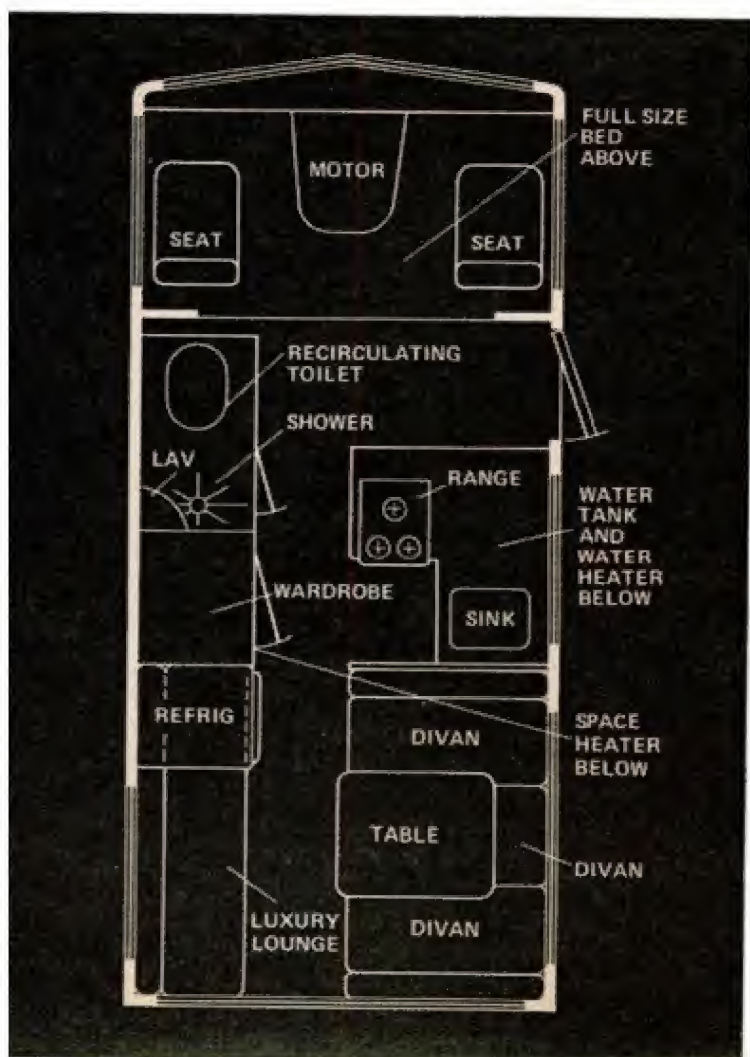 FULL SIZE
BED
ABOVE
MOTOR
SEAT
SEAT
RECIRCULATING
TOILET
SHOWER
LAV
RANGE
WATER
TANK
AND
WATER
HEATER
BELOW
WARDROBE
SINK
REFRIG
DIVAN
SPACE
HEATER
BELOW
TABLE
DIVAN
LUXURY
LOUNGE
DIVAN